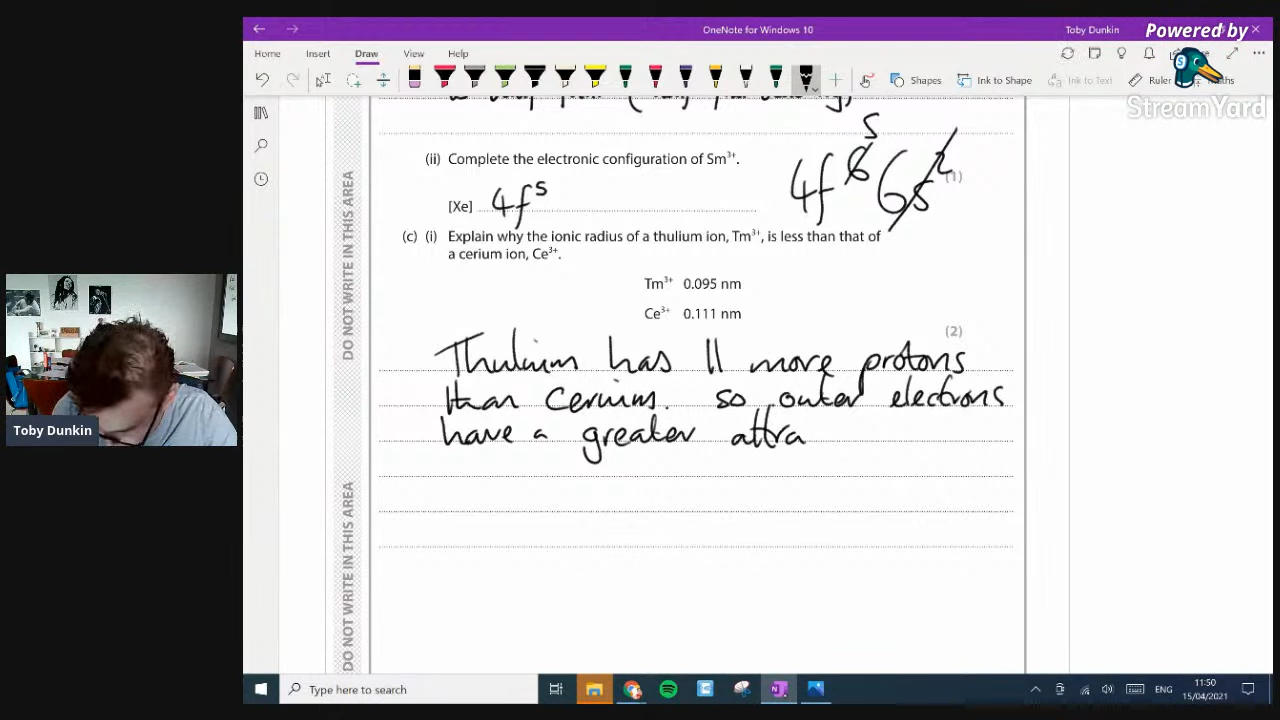 OneNote for Windows 10
Toby Dunkin
Powered by
StreamYard
Home Insert Draw View Help
Shapes Ink to Shape Ink to Text Ruler Maths
DO NOT WRITE IN THIS AREA
(ii) Complete the electronic configuration of Sm³⁺.
4f⁶ ⁵ 6s²
(1)
[Xe] 4f⁵
(c) (i) Explain why the ionic radius of a thulium ion, Tm³⁺, is less than that of
a cerium ion, Ce³⁺.
Tm³⁺ 0.095 nm
Ce³⁺ 0.111 nm
(2)
Thulium has 11 more protons
than Cerium. so outer electrons
have a greater attra
DO NOT WRITE IN THIS AREA
Toby Dunkin
Type here to search
ENG
11:50
15/04/2021